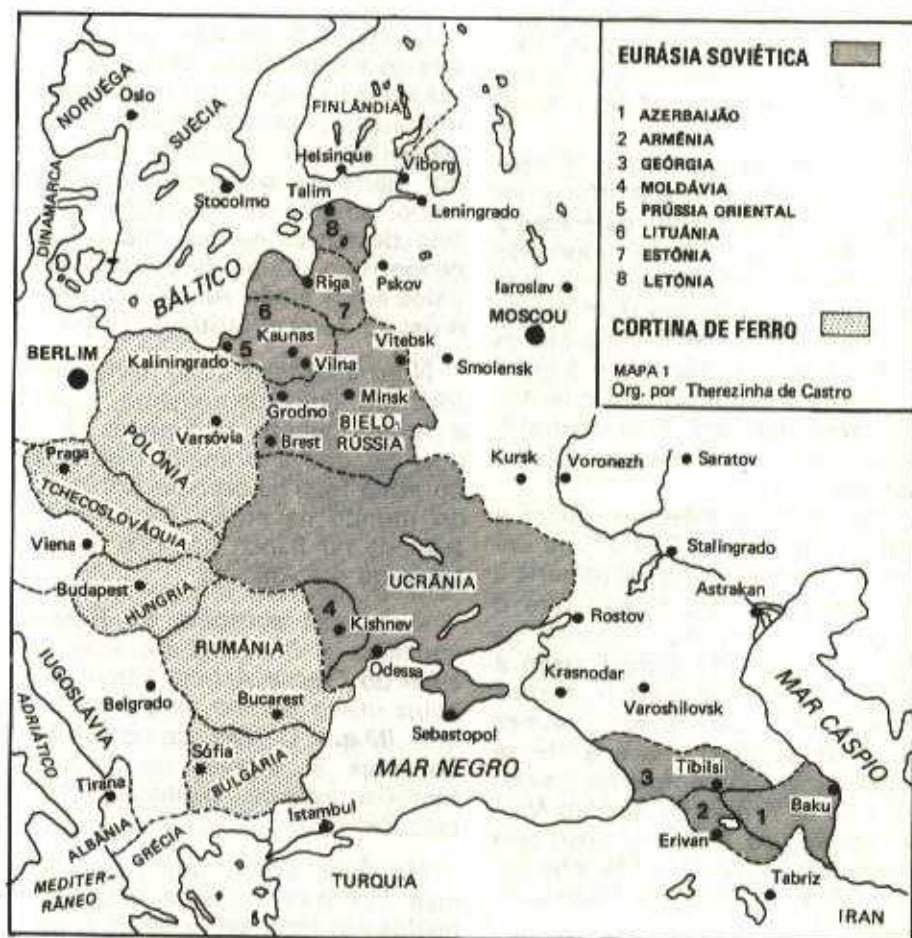 EURÁSIA SOVIÉTICA
1 AZERBAIJÃO
2 ARMÊNIA
3 GEÓRGIA
4 MOLDÁVIA
5 PRÚSSIA ORIENTAL
6 LITUÂNIA
7 ESTÔNIA
8 LETÔNIA
CORTINA DE FERRO
MAPA 1
Org. por Therezinha de Castro
NORUÉGA
Oslo
SUÉCIA
FINLÂNDIA
Helsinque
Viborg
Stocolmo
Talim
Leningrado
DINAMARCA
8
BÁLTICO
Riga
Pskov
Iaroslav
7
MOSCOU
6
Kaunas
Vitebsk
BERLIM
Kaliningrado
5
Vilna
Smolensk
Grodno
Minsk
Varsóvia
BIELO-
RÚSSIA
POLÔNIA
Brest
Praga
Kursk
Voronezh
Saratov
TCHECOSLOVÁQUIA
Viena
Stalingrado
Budapest
HUNGRIA
UCRÂNIA
Astrakan
4
Kishnev
Rostov
RUMÂNIA
Odessa
IUGOSLÁVIA
Krasnodar
Varoshilovsk
MAR CÁSPIO
Belgrado
Bucarest
Sebastopol
ADRIÁTICO
Sófia
BULGÁRIA
MAR NEGRO
3
Tibilsi
Tirana
2
1
Baku
ALBÂNIA
Istambul
Erivan
GRÉCIA
MEDITER-
RÂNEO
TURQUIA
Tabriz
IRAN